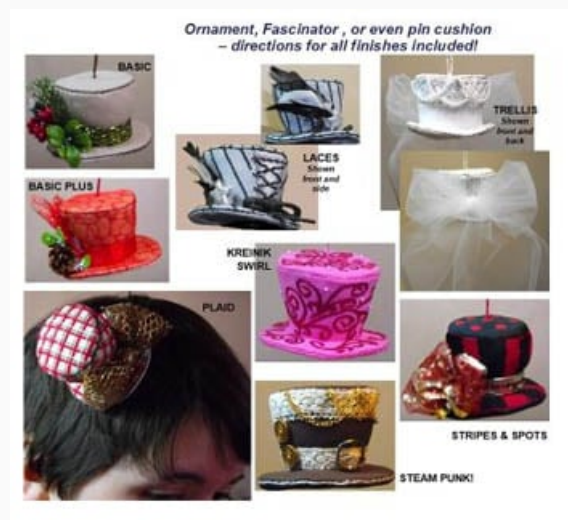 Ornament, Fascinator , or even pin cushion
– directions for all finishes included!
BASIC
TRELLIS
Shown
front and
back
LACES
Shown
front and
side
BASIC PLUS
KREINIK
SWIRL
PLAID
STRIPES & SPOTS
STEAM PUNK!